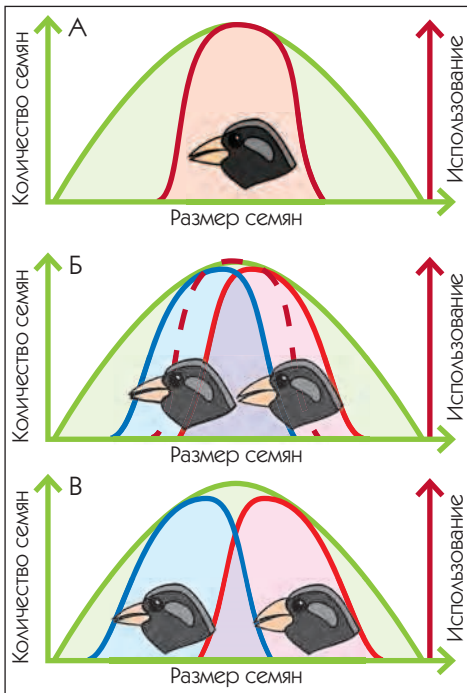 А
Количество семян
Использование
Размер семян
Б
Количество семян
Использование
Размер семян
В
Количество семян
Использование
Размер семян